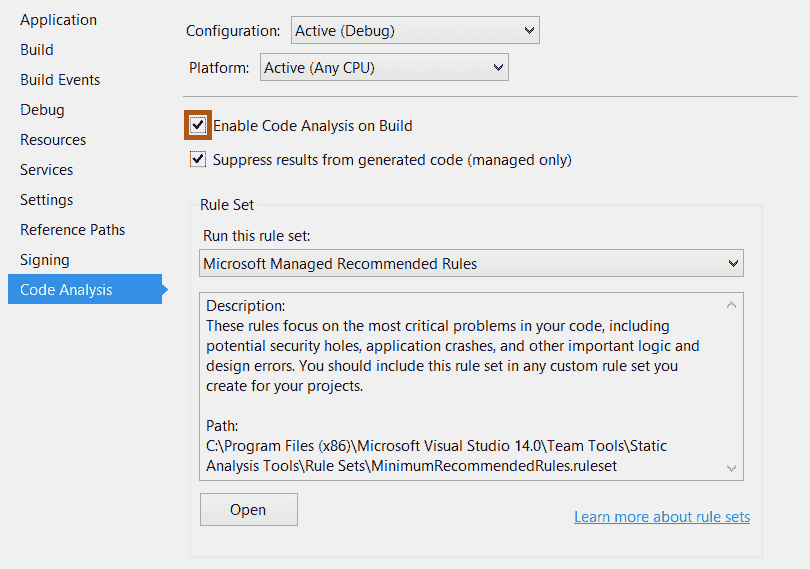 Application
Build
Build Events
Debug
Resources
Services
Settings
Reference Paths
Signing
Code Analysis
Configuration: Active (Debug)
Platform: Active (Any CPU)
Enable Code Analysis on Build
Suppress results from generated code (managed only)
Rule Set
Run this rule set:
Microsoft Managed Recommended Rules
Description:
These rules focus on the most critical problems in your code, including
potential security holes, application crashes, and other important logic and
design errors. You should include this rule set in any custom rule set you
create for your projects.
Path:
C:\Program Files (x86)\Microsoft Visual Studio 14.0\Team Tools\Static
Analysis Tools\Rule Sets\MinimumRecommendedRules.ruleset
Open
Learn more about rule sets